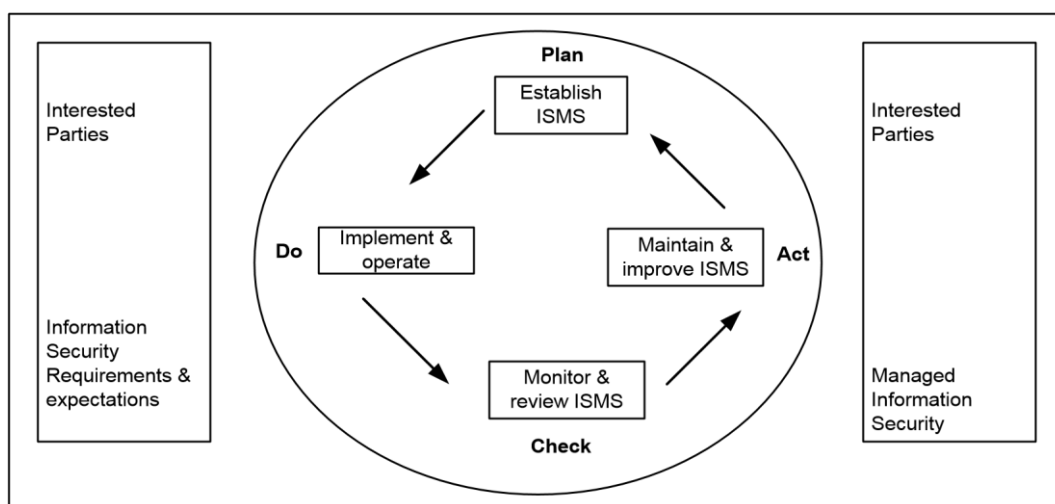 Interested
Parties
Information
Security
Requirements &
expectations
Plan
Establish
ISMS
Do
Implement &
operate
Maintain &
improve ISMS
Act
Monitor &
review ISMS
Check
Interested
Parties
Managed
Information
Security